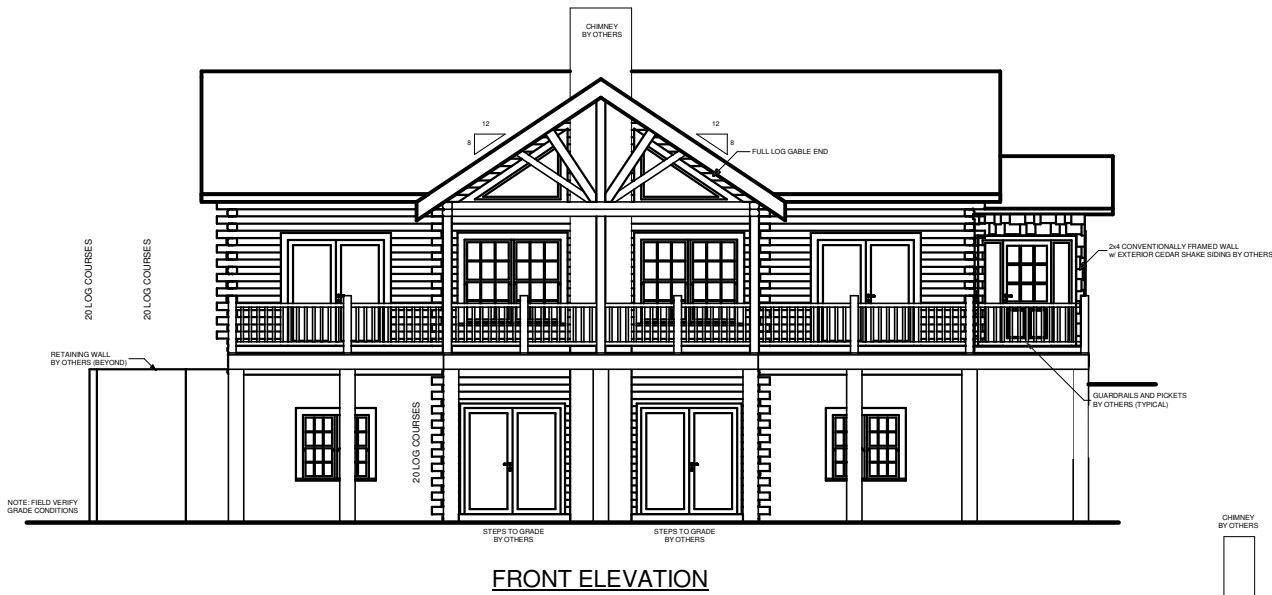 CHIMNEY
BY OTHERS
12
8
12
8
FULL LOG GABLE END
20 LOG COURSES
20 LOG COURSES
2x4 CONVENTIONALLY FRAMED WALL
w/ EXTERIOR CEDAR SHAKE SIDING BY OTHERS
RETAINING WALL
BY OTHERS (BEYOND)
GUARDRAILS AND PICKETS
BY OTHERS (TYPICAL)
20 LOG COURSES
NOTE: FIELD VERIFY
GRADE CONDITIONS
STEPS TO GRADE
BY OTHERS
STEPS TO GRADE
BY OTHERS
CHIMNEY
BY OTHERS
FRONT ELEVATION